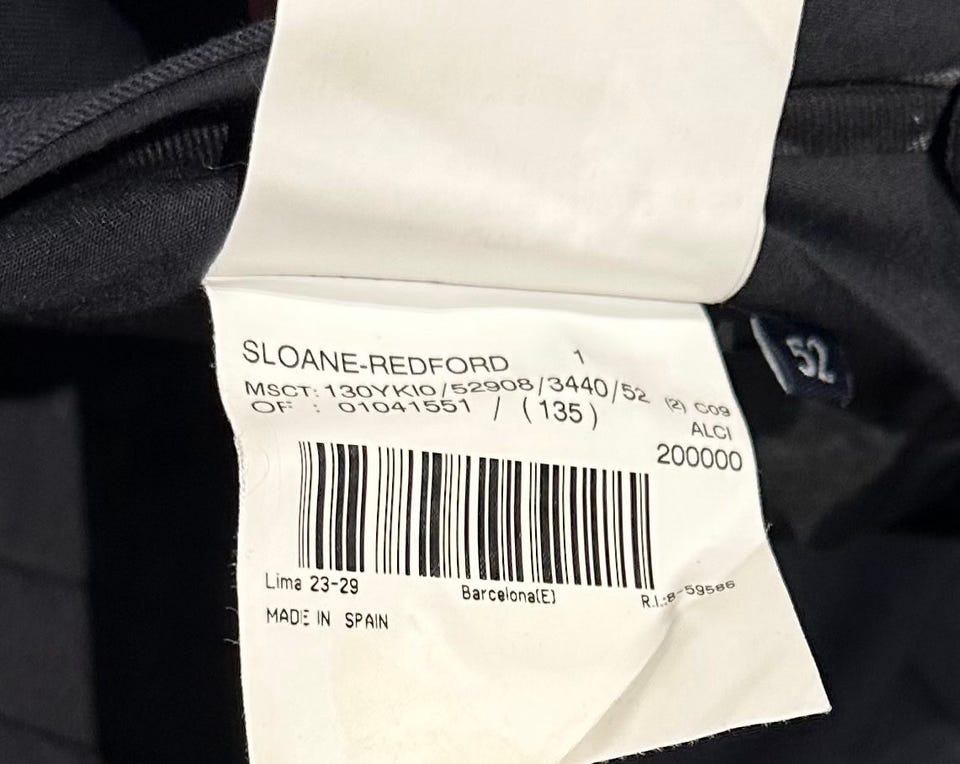 SLOANE-REDFORD 1
MSCT: 130YKI0/52908/3440/52 (2) C09
OF : 01041551 / (135)
ALCI
200000
Lima 23-29 Barcelona(E) R.I.:8-59586
MADE IN SPAIN
52